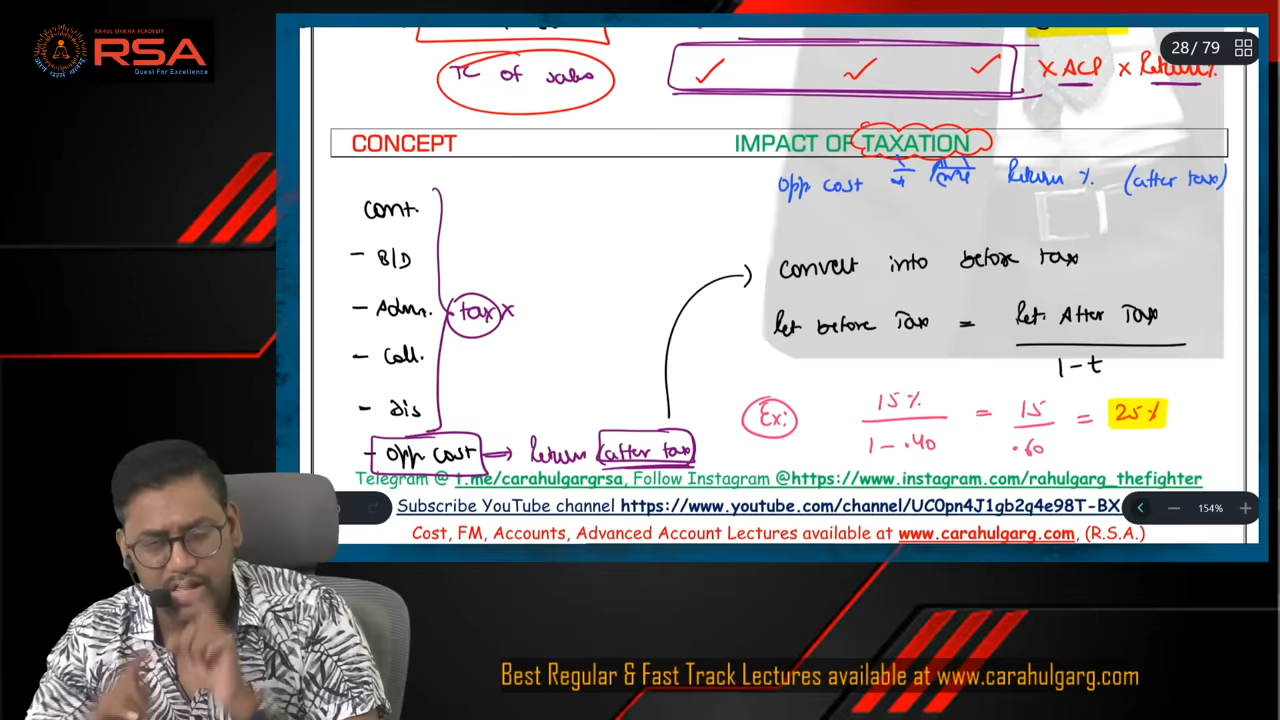 RAHUL SHIKHA ACADEMY
RSA
Quest For Excellence
28 / 79
TC of sales
× ACP × Return %
CONCEPT
IMPACT OF TAXATION
Opp cost
Return %
(after tax)
Cont.
- B/D
- Admn.
- Coll.
- Dis
- Opp cost → Return (after tax)
tax ×
Convert into before tax
Ret before Tax = Ret. After Tax
1 - t
Ex: 15% = 15 = 25%
1 - .40 .60
Telegram @ t.me/carahulgargrsa, Follow Instagram @https://www.instagram.com/rahulgarg_thefighter
Subscribe YouTube channel https://www.youtube.com/channel/UC0pn4J1gb2q4e98T-BX
154%
Cost, FM, Accounts, Advanced Account Lectures available at www.carahulgarg.com, (R.S.A.)
Best Regular & Fast Track Lectures available at www.carahulgarg.com